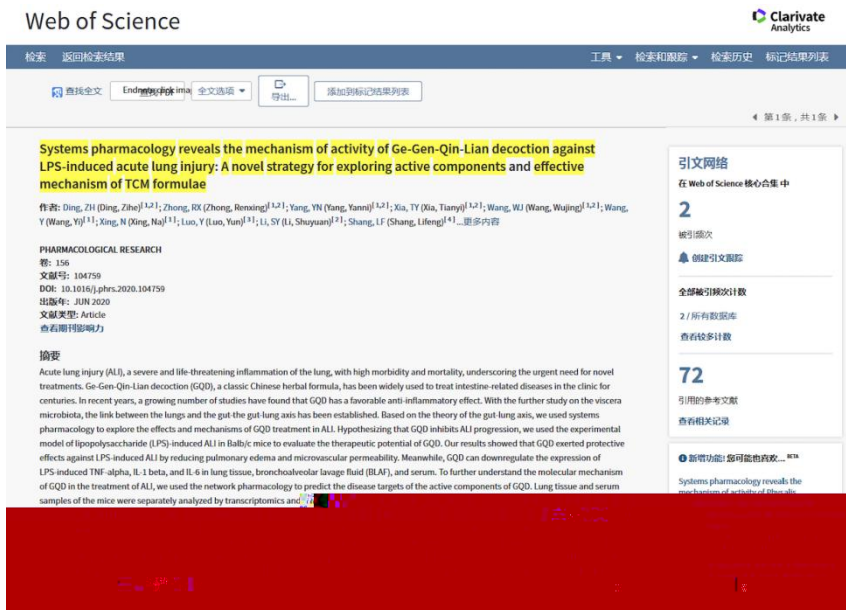 Web of Science
Clarivate
Analytics
检索 返回检索结果
工具 检索和跟踪 检索历史 标记结果列表
查找全文
全文选项
导出...
添加到标记结果列表
第1条,共1条
Systems pharmacology reveals the mechanism of activity of Ge-Gen-Qin-Lian decoction against
LPS-induced acute lung injury: A novel strategy for exploring active components and effective
mechanism of TCM formulae
作者: Ding, ZH (Ding, Zihe)[1,2]; Zhong, RX (Zhong, Renxing)[1,2]; Yang, YN (Yang, Yanni)[1,2]; Xia, TY (Xia, Tianyi)[1,2]; Wang, WJ (Wang, Wujing)[1,2]; Wang,
Y (Wang, Yi)[1]; Xing, N (Xing, Na)[1]; Luo, Y (Luo, Yun)[3]; Li, SY (Li, Shuyuan)[2]; Shang, LF (Shang, Lifeng)[4] ...更多内容
PHARMACOLOGICAL RESEARCH
卷: 156
文献号: 104759
DOI: 10.1016/j.phrs.2020.104759
出版年: JUN 2020
文献类型: Article
查看期刊影响力
摘要
Acute lung injury (ALI), a severe and life-threatening inflammation of the lung, with high morbidity and mortality, underscoring the urgent need for novel
treatments. Ge-Gen-Qin-Lian decoction (GQD), a classic Chinese herbal formula, has been widely used to treat intestine-related diseases in the clinic for
centuries. In recent years, a growing number of studies have found that GQD has a favorable anti-inflammatory effect. With the further study on the viscera
microbiota, the link between the lungs and the gut-the gut-lung axis has been established. Based on the theory of the gut-lung axis, we used systems
pharmacology to explore the effects and mechanisms of GQD treatment in ALI. Hypothesizing that GQD inhibits ALI progression, we used the experimental
model of lipopolysaccharide (LPS)-induced ALI in Balb/c mice to evaluate the therapeutic potential of GQD. Our results showed that GQD exerted protective
effects against LPS-induced ALI by reducing pulmonary edema and microvascular permeability. Meanwhile, GQD can downregulate the expression of
LPS-induced TNF-alpha, IL-1 beta, and IL-6 in lung tissue, bronchoalveolar lavage fluid (BLAF), and serum. To further understand the molecular mechanism
of GQD in the treatment of ALI, we used the network pharmacology to predict the disease targets of the active components of GQD. Lung tissue and serum
samples of the mice were separately analyzed by transcriptomics and
引文网络
在 Web of Science 核心合集 中
2
被引频次
创建引文跟踪
全部被引频次计数
2 / 所有数据库
查看较多计数
72
引用的参考文献
查看相关记录
新增功能! 您可能也喜欢... BETA
Systems pharmacology reveals the
mechanism of activity of Physalis